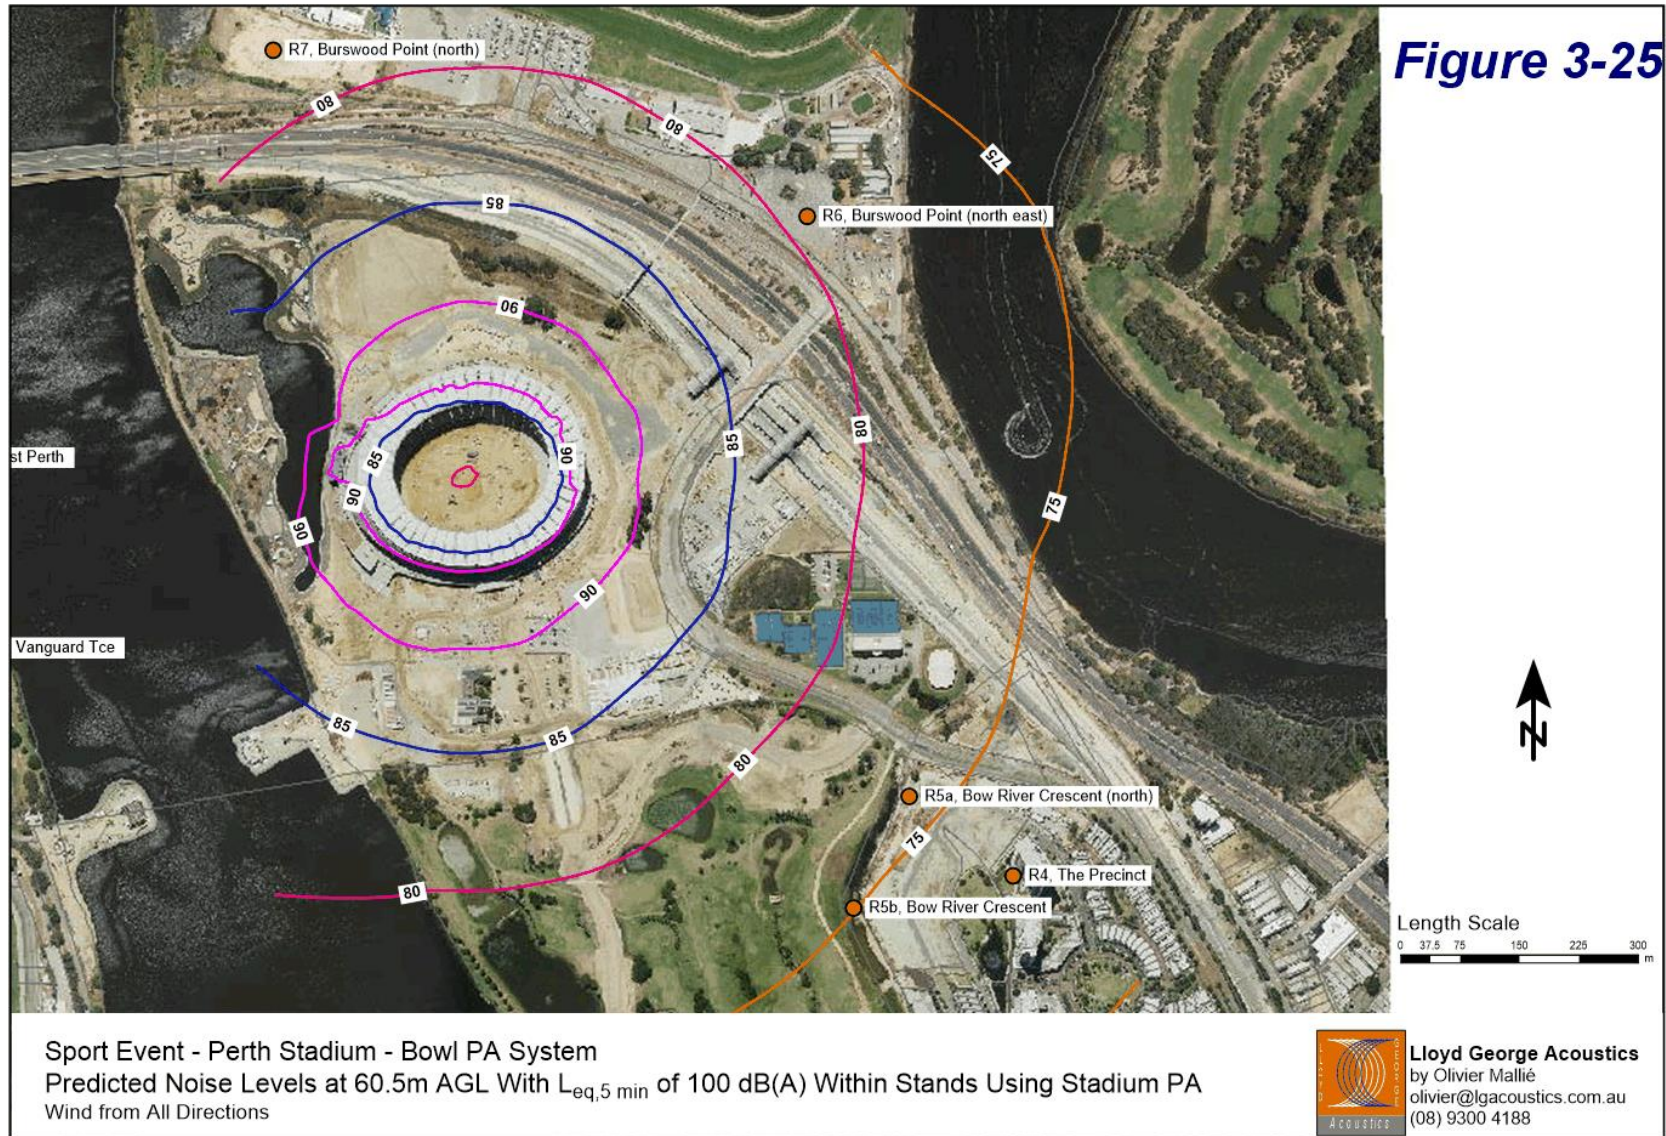 Figure 3-25
R7, Burswood Point (north)
80
80
75
85
R6, Burswood Point (north east)
90
85
80
85
90
90
st Perth
90
75
90
Vanguard Tce
85
85
80
R5a, Bow River Crescent (north)
75
R4, The Precinct
80
R5b, Bow River Crescent
N
Length Scale
0 37.5 75 150 225 300
m
Sport Event - Perth Stadium - Bowl PA System
Predicted Noise Levels at 60.5m AGL With Leq,5 min of 100 dB(A) Within Stands Using Stadium PA
Wind from All Directions
Lloyd George Acoustics
by Olivier Mallié
olivier@lgacoustics.com.au
(08) 9300 4188
Acoustics